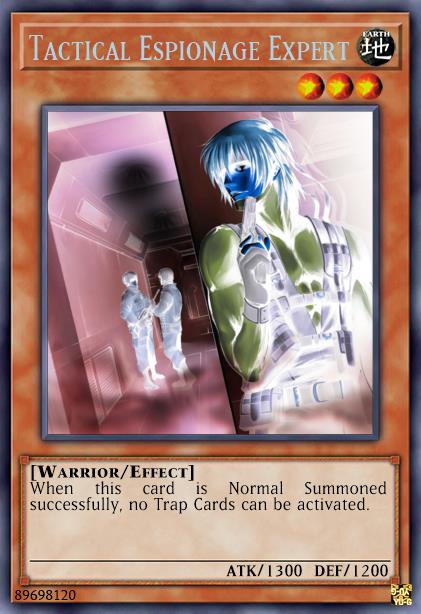 TACTICAL ESPIONAGE EXPERT
EARTH
地
[WARRIOR/EFFECT]
When this card is Normal Summoned
successfully, no Trap Cards can be activated.
ATK/1300 DEF/1200
89698120